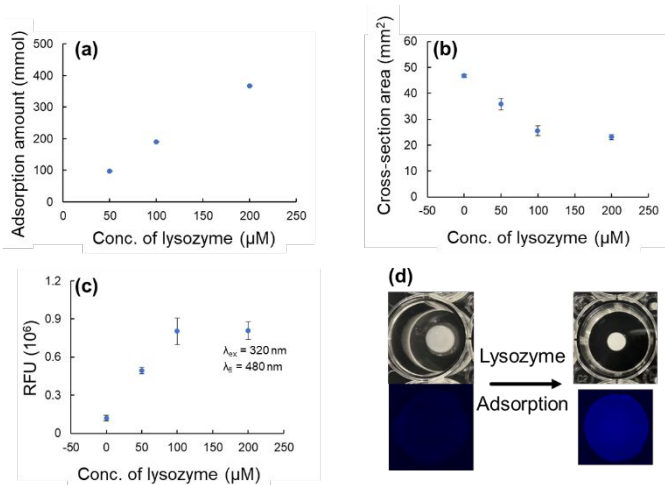 (a)
Adsorption amount (mmol)
500
400
300
200
100
0
0 50 100 150 200 250
Conc. of lysozyme (µM)
(b)
Cross-section area (mm²)
60
50
40
30
20
10
0
-50 0 50 100 150 200 250
Conc. of lysozyme (µM)
(c)
RFU (10⁶)
1.2
0.9
0.6
0.3
0
-50 0 50 100 150 200 250
λex = 320 nm
λfl = 480 nm
Conc. of lysozyme (µM)
(d)
Lysozyme
Adsorption